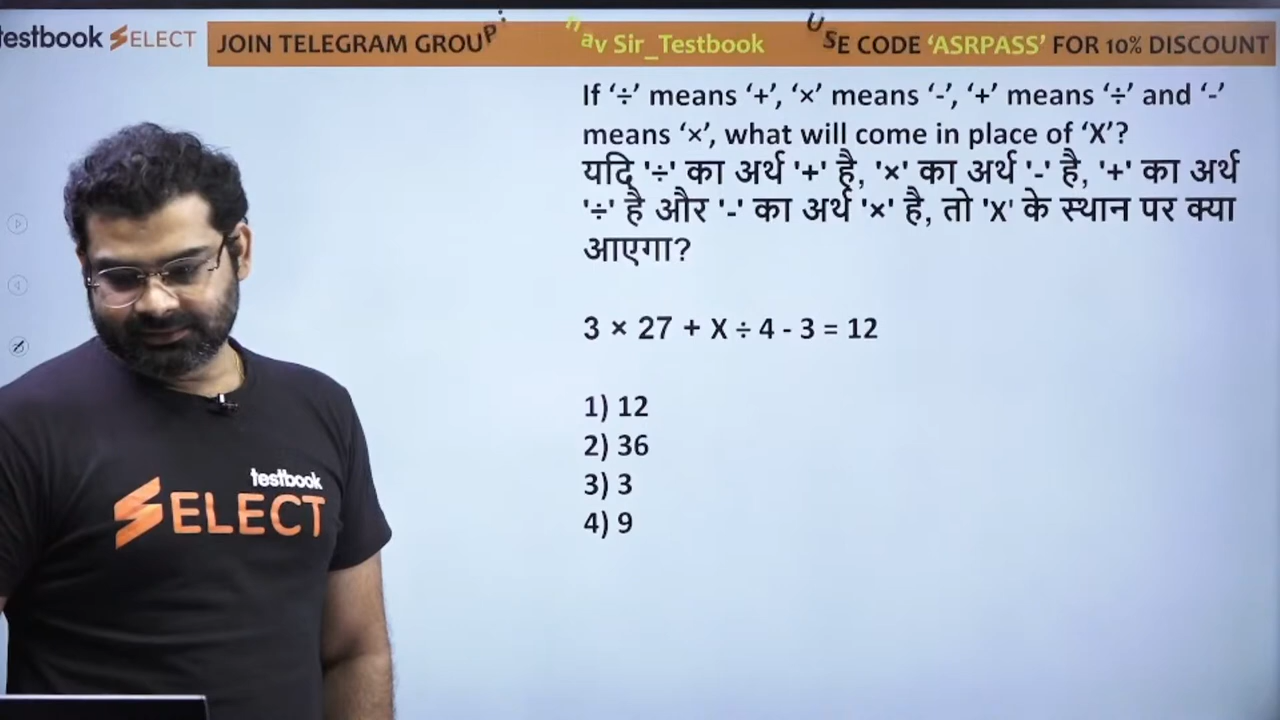 testbook SELECT
JOIN TELEGRAM GROUP:
nav Sir_Testbook
USE CODE ‘ASRPASS’ FOR 10% DISCOUNT
If ‘÷’ means ‘+’, ‘×’ means ‘-’, ‘+’ means ‘÷’ and ‘-’
means ‘×’, what will come in place of ‘X’?
यदि '÷' का अर्थ '+' है, '×' का अर्थ '-' है, '+' का अर्थ
'÷' है और '-' का अर्थ '×' है, तो 'X' के स्थान पर क्या
आएगा?
3 × 27 + X ÷ 4 - 3 = 12
1) 12
2) 36
3) 3
4) 9
testbook
SELECT